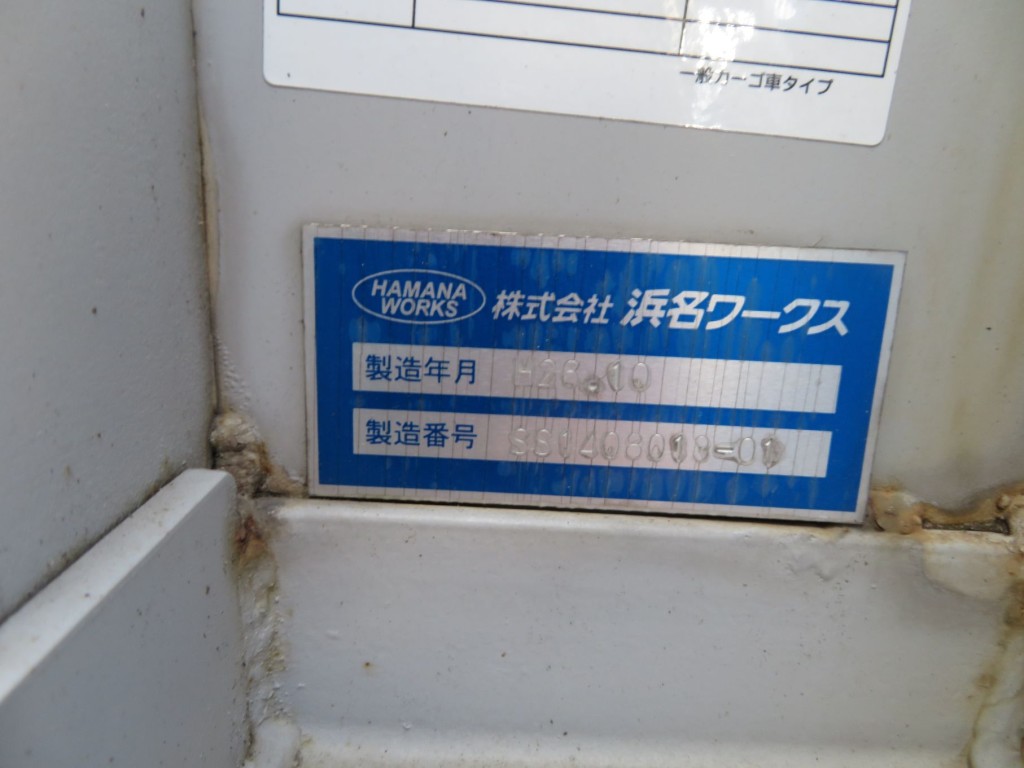 一般カーゴ車タイプ
HAMANA
WORKS
株式会社 浜名ワークス
製造年月 H26.10
製造番号